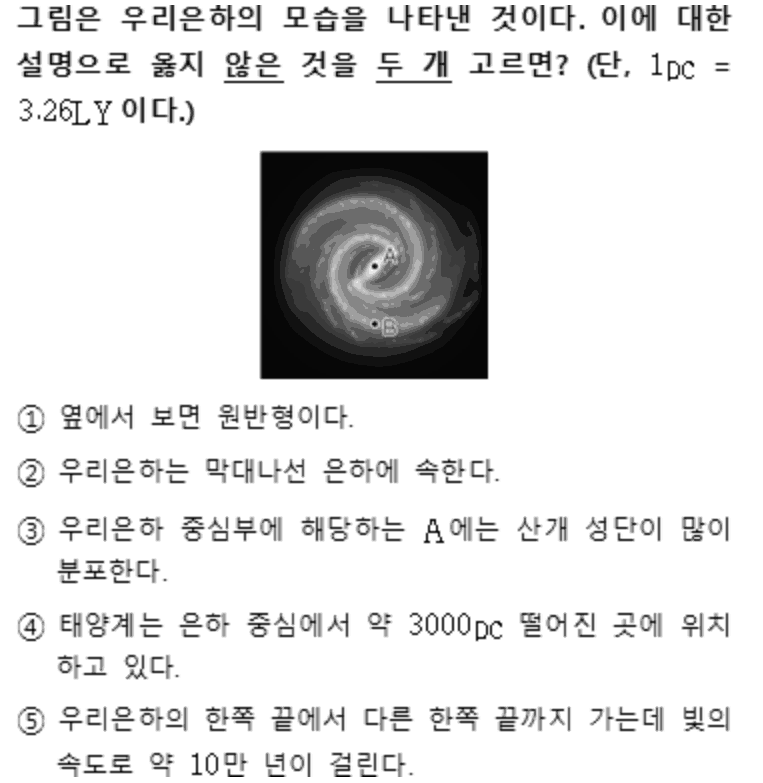 그림은 우리은하의 모습을 나타낸 것이다. 이에 대한
설명으로 옳지 않은 것을 두 개 고르면? (단, 1pc =
3.26LY이다.)
A
B
① 옆에서 보면 원반형이다.
② 우리은하는 막대나선 은하에 속한다.
③ 우리은하 중심부에 해당하는 A에는 산개 성단이 많이
분포한다.
④ 태양계는 은하 중심에서 약 3000pc 떨어진 곳에 위치
하고 있다.
⑤ 우리은하의 한쪽 끝에서 다른 한쪽 끝까지 가는데 빛의
속도로 약 10만 년이 걸린다.